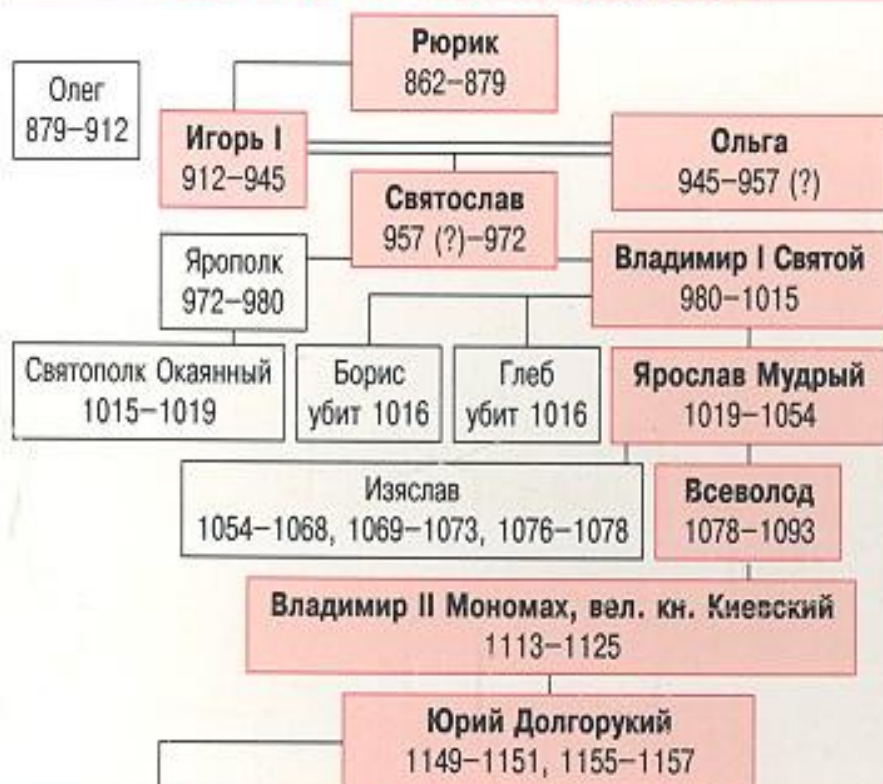 Рюрик
862–879
Олег
879–912
Игорь I
912–945
Ольга
945–957 (?)
Святослав
957 (?)–972
Ярополк
972–980
Владимир I Святой
980–1015
Святополк Окаянный
1015–1019
Борис
убит 1016
Глеб
убит 1016
Ярослав Мудрый
1019–1054
Изяслав
1054–1068, 1069–1073, 1076–1078
Всеволод
1078–1093
Владимир II Мономах, вел. кн. Киевский
1113–1125
Юрий Долгорукий
1149–1151, 1155–1157